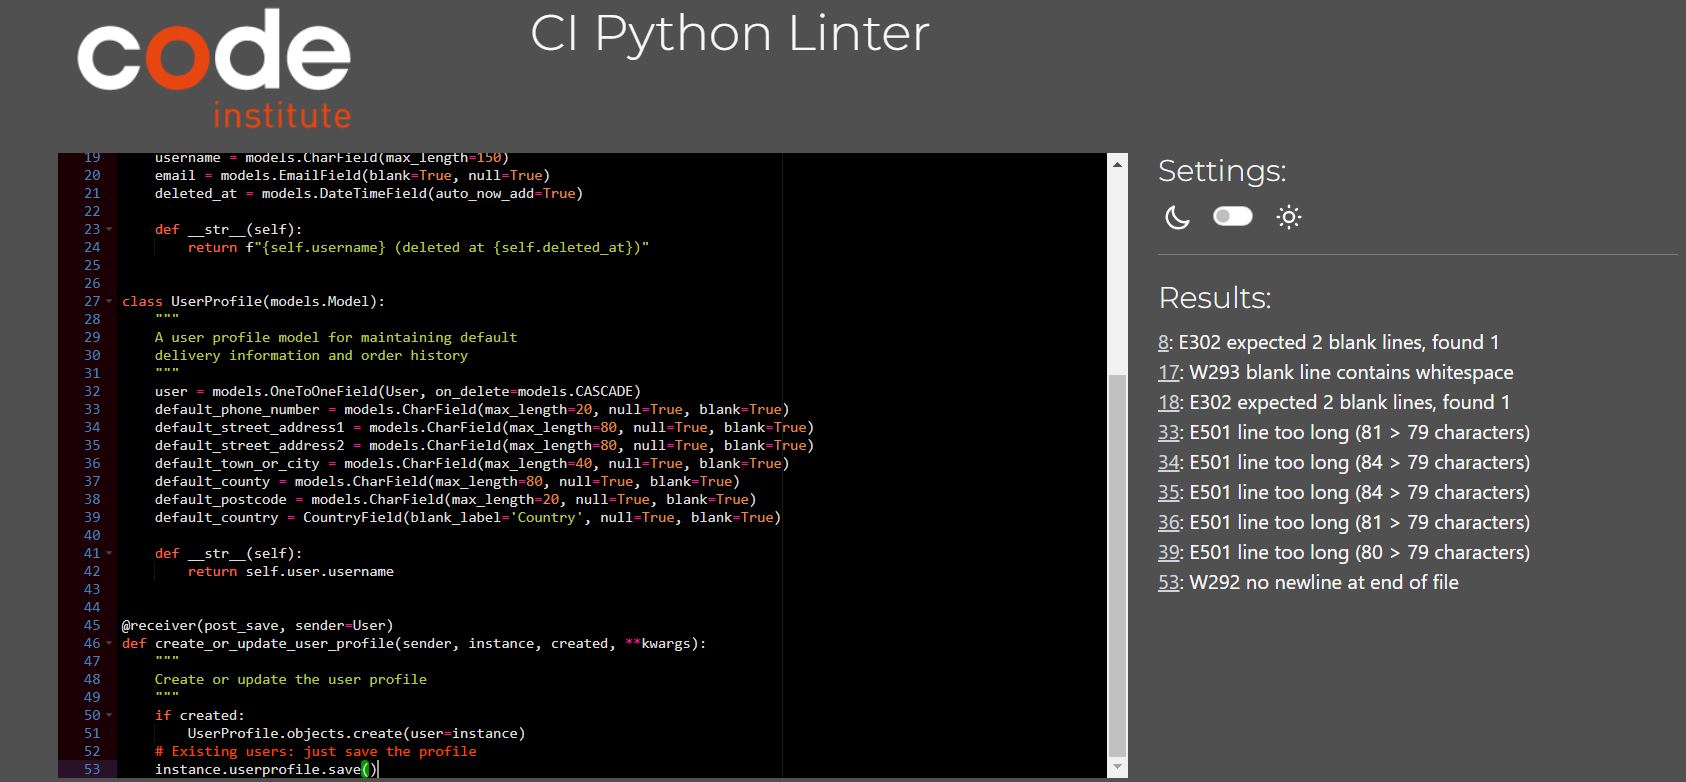 code
institute
CI Python Linter
19 username = models.CharField(max_length=150)
20 email = models.EmailField(blank=True, null=True)
21 deleted_at = models.DateTimeField(auto_now_add=True)
22
23 def __str__(self):
24 return f"{self.username} (deleted at {self.deleted_at})"
25
26
27 class UserProfile(models.Model):
28 """
29 A user profile model for maintaining default
30 delivery information and order history
31 """
32 user = models.OneToOneField(User, on_delete=models.CASCADE)
33 default_phone_number = models.CharField(max_length=20, null=True, blank=True)
34 default_street_address1 = models.CharField(max_length=80, null=True, blank=True)
35 default_street_address2 = models.CharField(max_length=80, null=True, blank=True)
36 default_town_or_city = models.CharField(max_length=40, null=True, blank=True)
37 default_county = models.CharField(max_length=80, null=True, blank=True)
38 default_postcode = models.CharField(max_length=20, null=True, blank=True)
39 default_country = CountryField(blank_label='Country', null=True, blank=True)
40
41 def __str__(self):
42 return self.user.username
43
44
45 @receiver(post_save, sender=User)
46 def create_or_update_user_profile(sender, instance, created, **kwargs):
47 """
48 Create or update the user profile
49 """
50 if created:
51 UserProfile.objects.create(user=instance)
52 # Existing users: just save the profile
53 instance.userprofile.save()
Settings:
Results:
8: E302 expected 2 blank lines, found 1
17: W293 blank line contains whitespace
18: E302 expected 2 blank lines, found 1
33: E501 line too long (81 > 79 characters)
34: E501 line too long (84 > 79 characters)
35: E501 line too long (84 > 79 characters)
36: E501 line too long (81 > 79 characters)
39: E501 line too long (80 > 79 characters)
53: W292 no newline at end of file